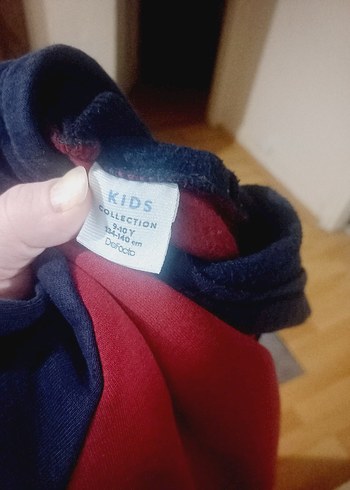 KIDS
COLLECTION
9-10 Y
134-140 cm
DeFacto